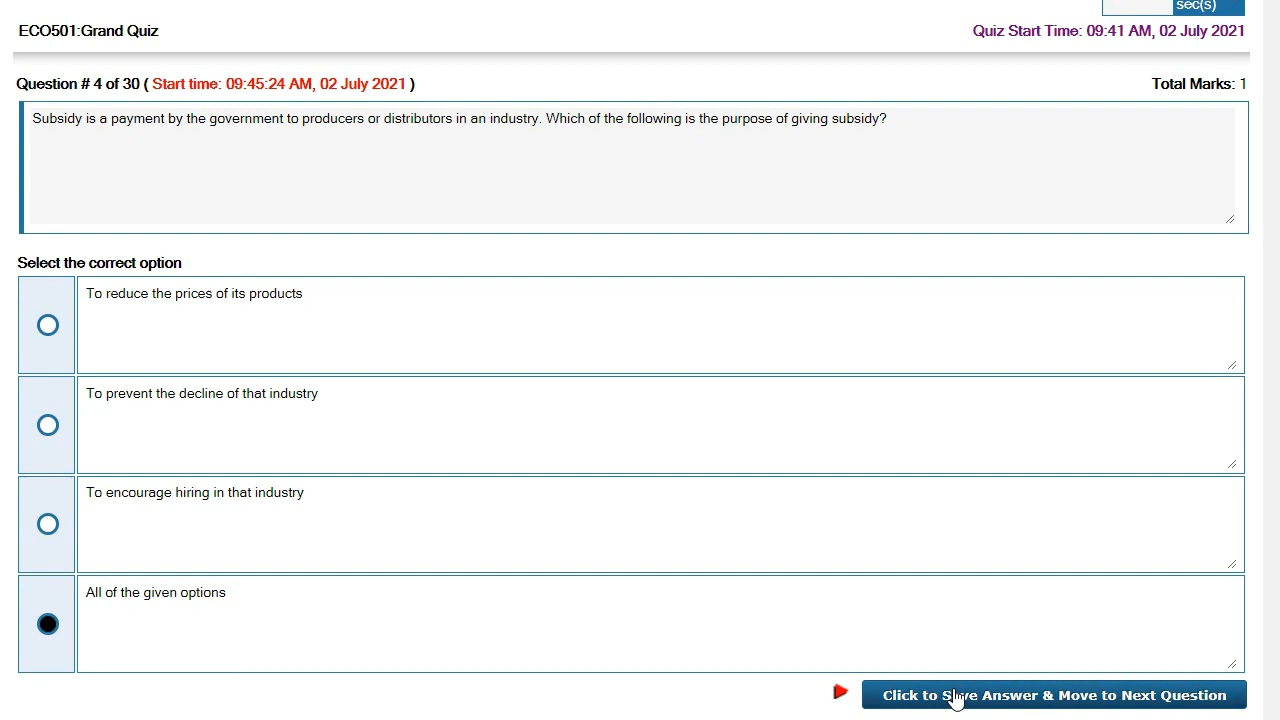 sec(s)
ECO501:Grand Quiz
Quiz Start Time: 09:41 AM, 02 July 2021
Question # 4 of 30 ( Start time: 09:45:24 AM, 02 July 2021 )
Total Marks: 1
Subsidy is a payment by the government to producers or distributors in an industry. Which of the following is the purpose of giving subsidy?
Select the correct option
To reduce the prices of its products
To prevent the decline of that industry
To encourage hiring in that industry
All of the given options
Click to Save Answer & Move to Next Question